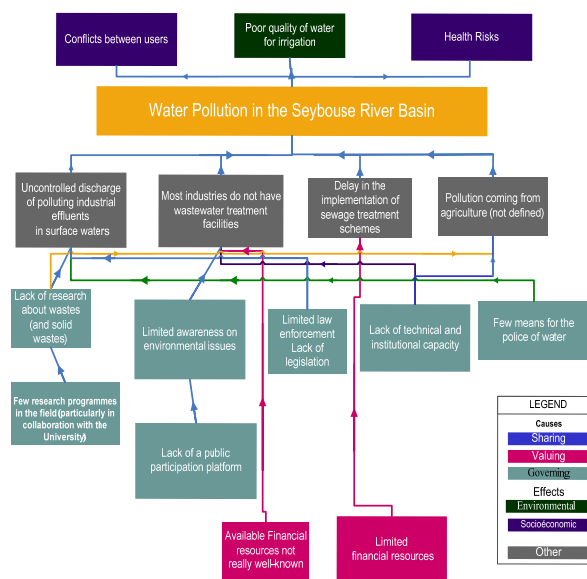 Conflicts between users
Poor quality of water
for irrigation
Health Risks
Water Pollution in the Seybouse River Basin
Uncontrolled discharge
of polluting industrial
effluents
in surface waters
Most industries do not have
wastewater treatment
facilities
Delay in the
implementation of
sewage treatment
schemes
Pollution coming from
agriculture (not defined)
Lack of research
about wastes
(and solid
wastes)
Limited awareness on
environmental issues
Limited law
enforcement
Lack of
legislation
Lack of technical and
institutional capacity
Few means for the
police of water
Few research programmes
in the field(particularly in
collaboration with the
University)
Lack of a public
participation platform
Available Financial
resources not
really well-known
Limited
financial resources
LEGEND
Causes
Sharing
Valuing
Governing
Effects
Environmental
Socioéconomic
Other